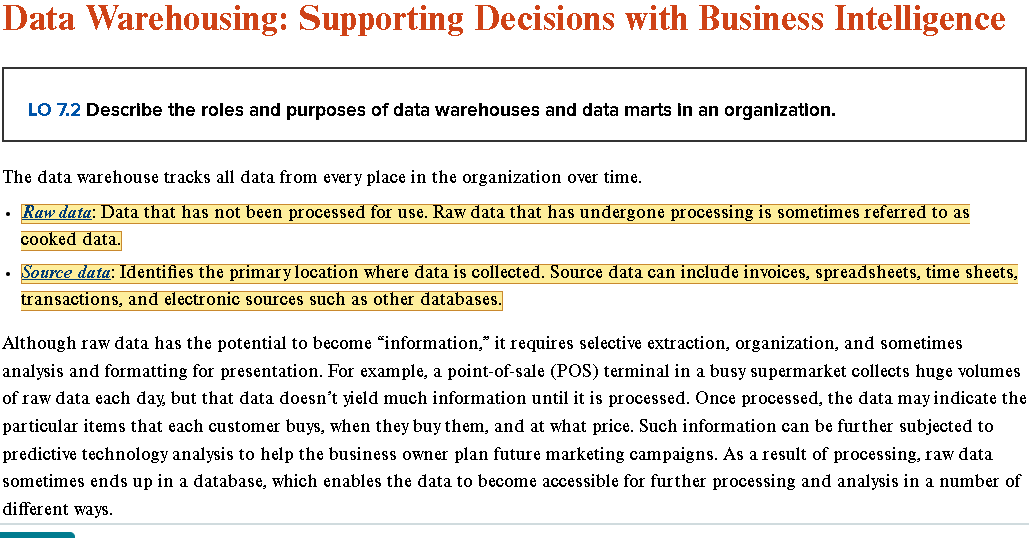 Data Warehousing: Supporting Decisions with Business Intelligence
LO 7.2 Describe the roles and purposes of data warehouses and data marts in an organization.
The data warehouse tracks all data from every place in the organization over time.
• Raw data: Data that has not been processed for use. Raw data that has undergone processing is sometimes referred to as
cooked data.
• Source data: Identifies the primary location where data is collected. Source data can include invoices, spreadsheets, time sheets,
transactions, and electronic sources such as other databases.
Although raw data has the potential to become “information,” it requires selective extraction, organization, and sometimes
analysis and formatting for presentation. For example, a point-of-sale (POS) terminal in a busy supermarket collects huge volumes
of raw data each day, but that data doesn’t yield much information until it is processed. Once processed, the data may indicate the
particular items that each customer buys, when they buy them, and at what price. Such information can be further subjected to
predictive technology analysis to help the business owner plan future marketing campaigns. As a result of processing, raw data
sometimes ends up in a database, which enables the data to become accessible for further processing and analysis in a number of
different ways.